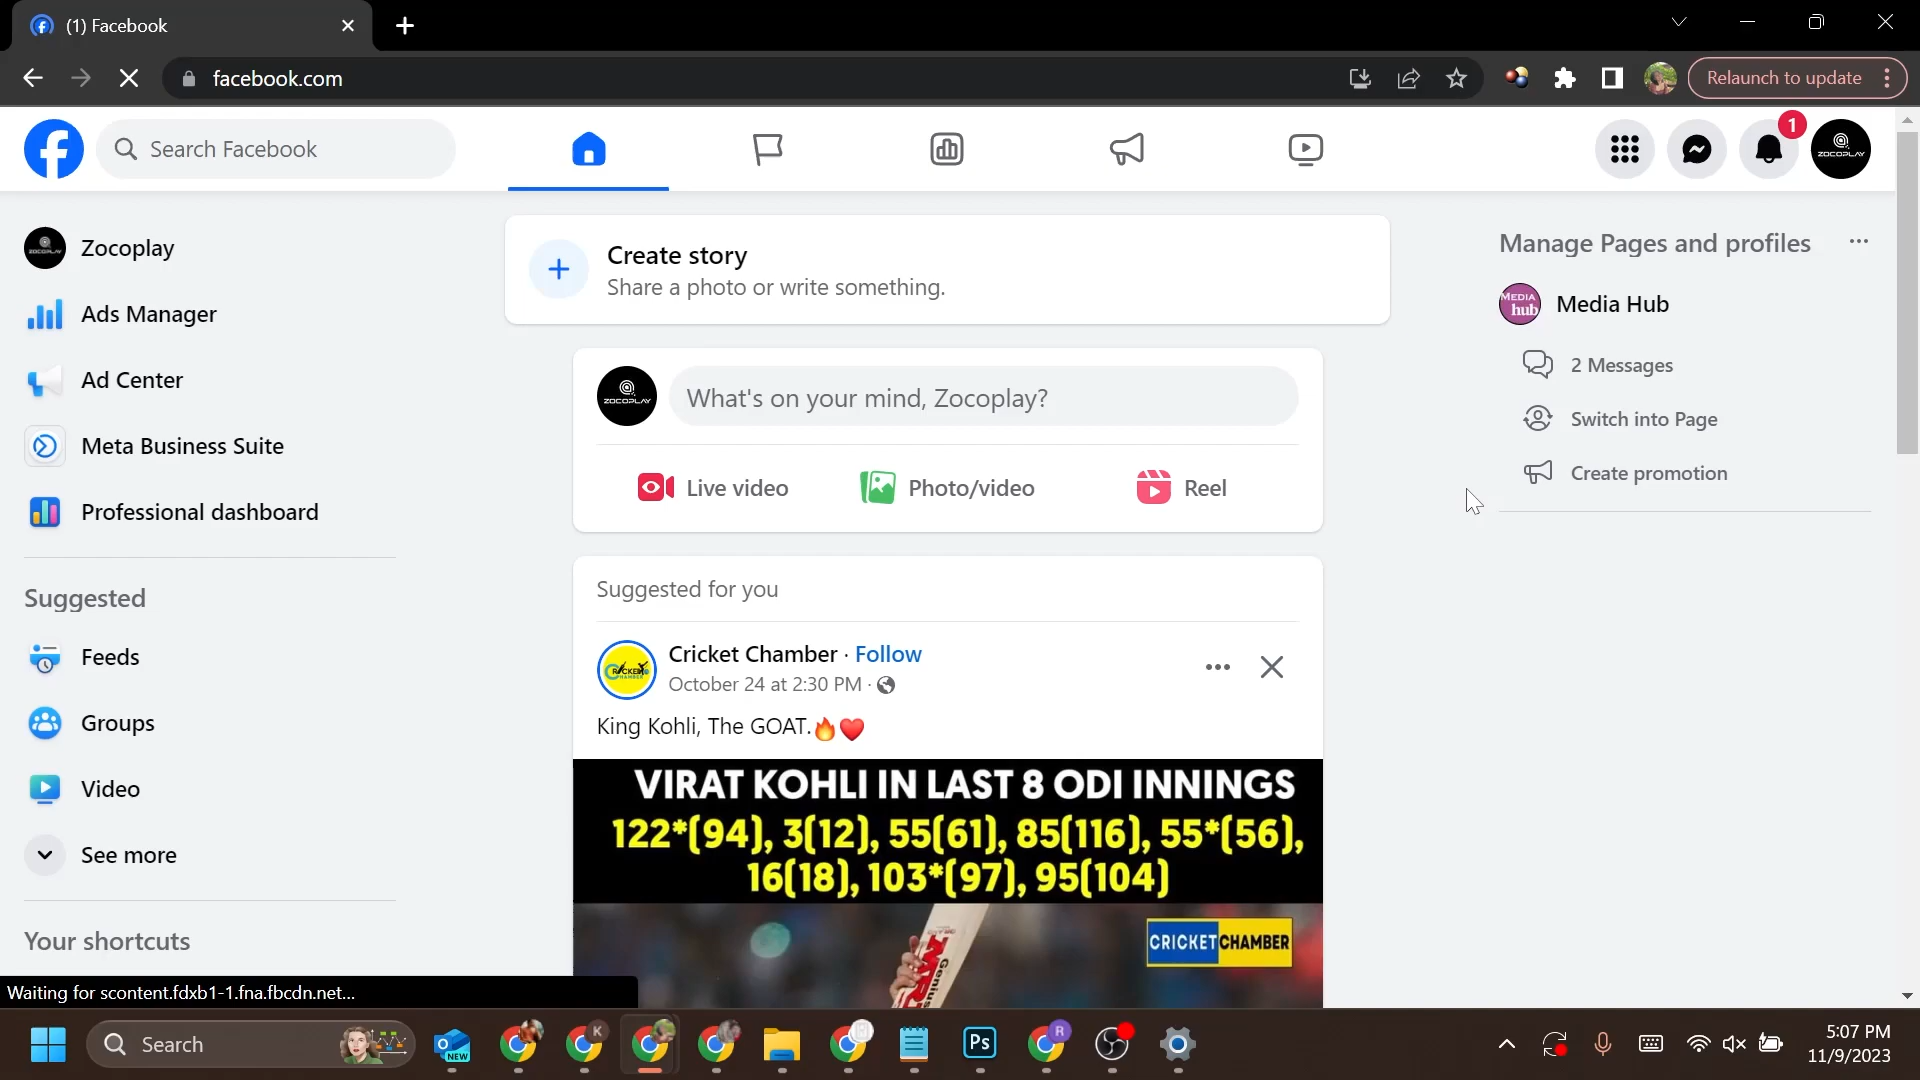 (1) Facebook
facebook.com
Relaunch to update
Search Facebook
1
ZOCOPLAY
Zocoplay
Ads Manager
Ad Center
Meta Business Suite
Professional dashboard
Suggested
Feeds
Groups
Video
See more
Your shortcuts
Create story
Share a photo or write something.
ZOCOPLAY
What's on your mind, Zocoplay?
Live video
Photo/video
Reel
Suggested for you
Cricket Chamber · Follow
October 24 at 2:30 PM ·
King Kohli, The GOAT.🔥❤️
VIRAT KOHLI IN LAST 8 ODI INNINGS
122*(94), 3(12), 55(61), 85(116), 55*(56),
16(18), 103*(97), 95(104)
CRICKET CHAMBER
Manage Pages and profiles
MEDIA
hub
Media Hub
2 Messages
Switch into Page
Create promotion
Waiting for scontent.fdxb1-1.fna.fbcdn.net...
Search
NEW
K
Ps
R
5:07 PM
11/9/2023